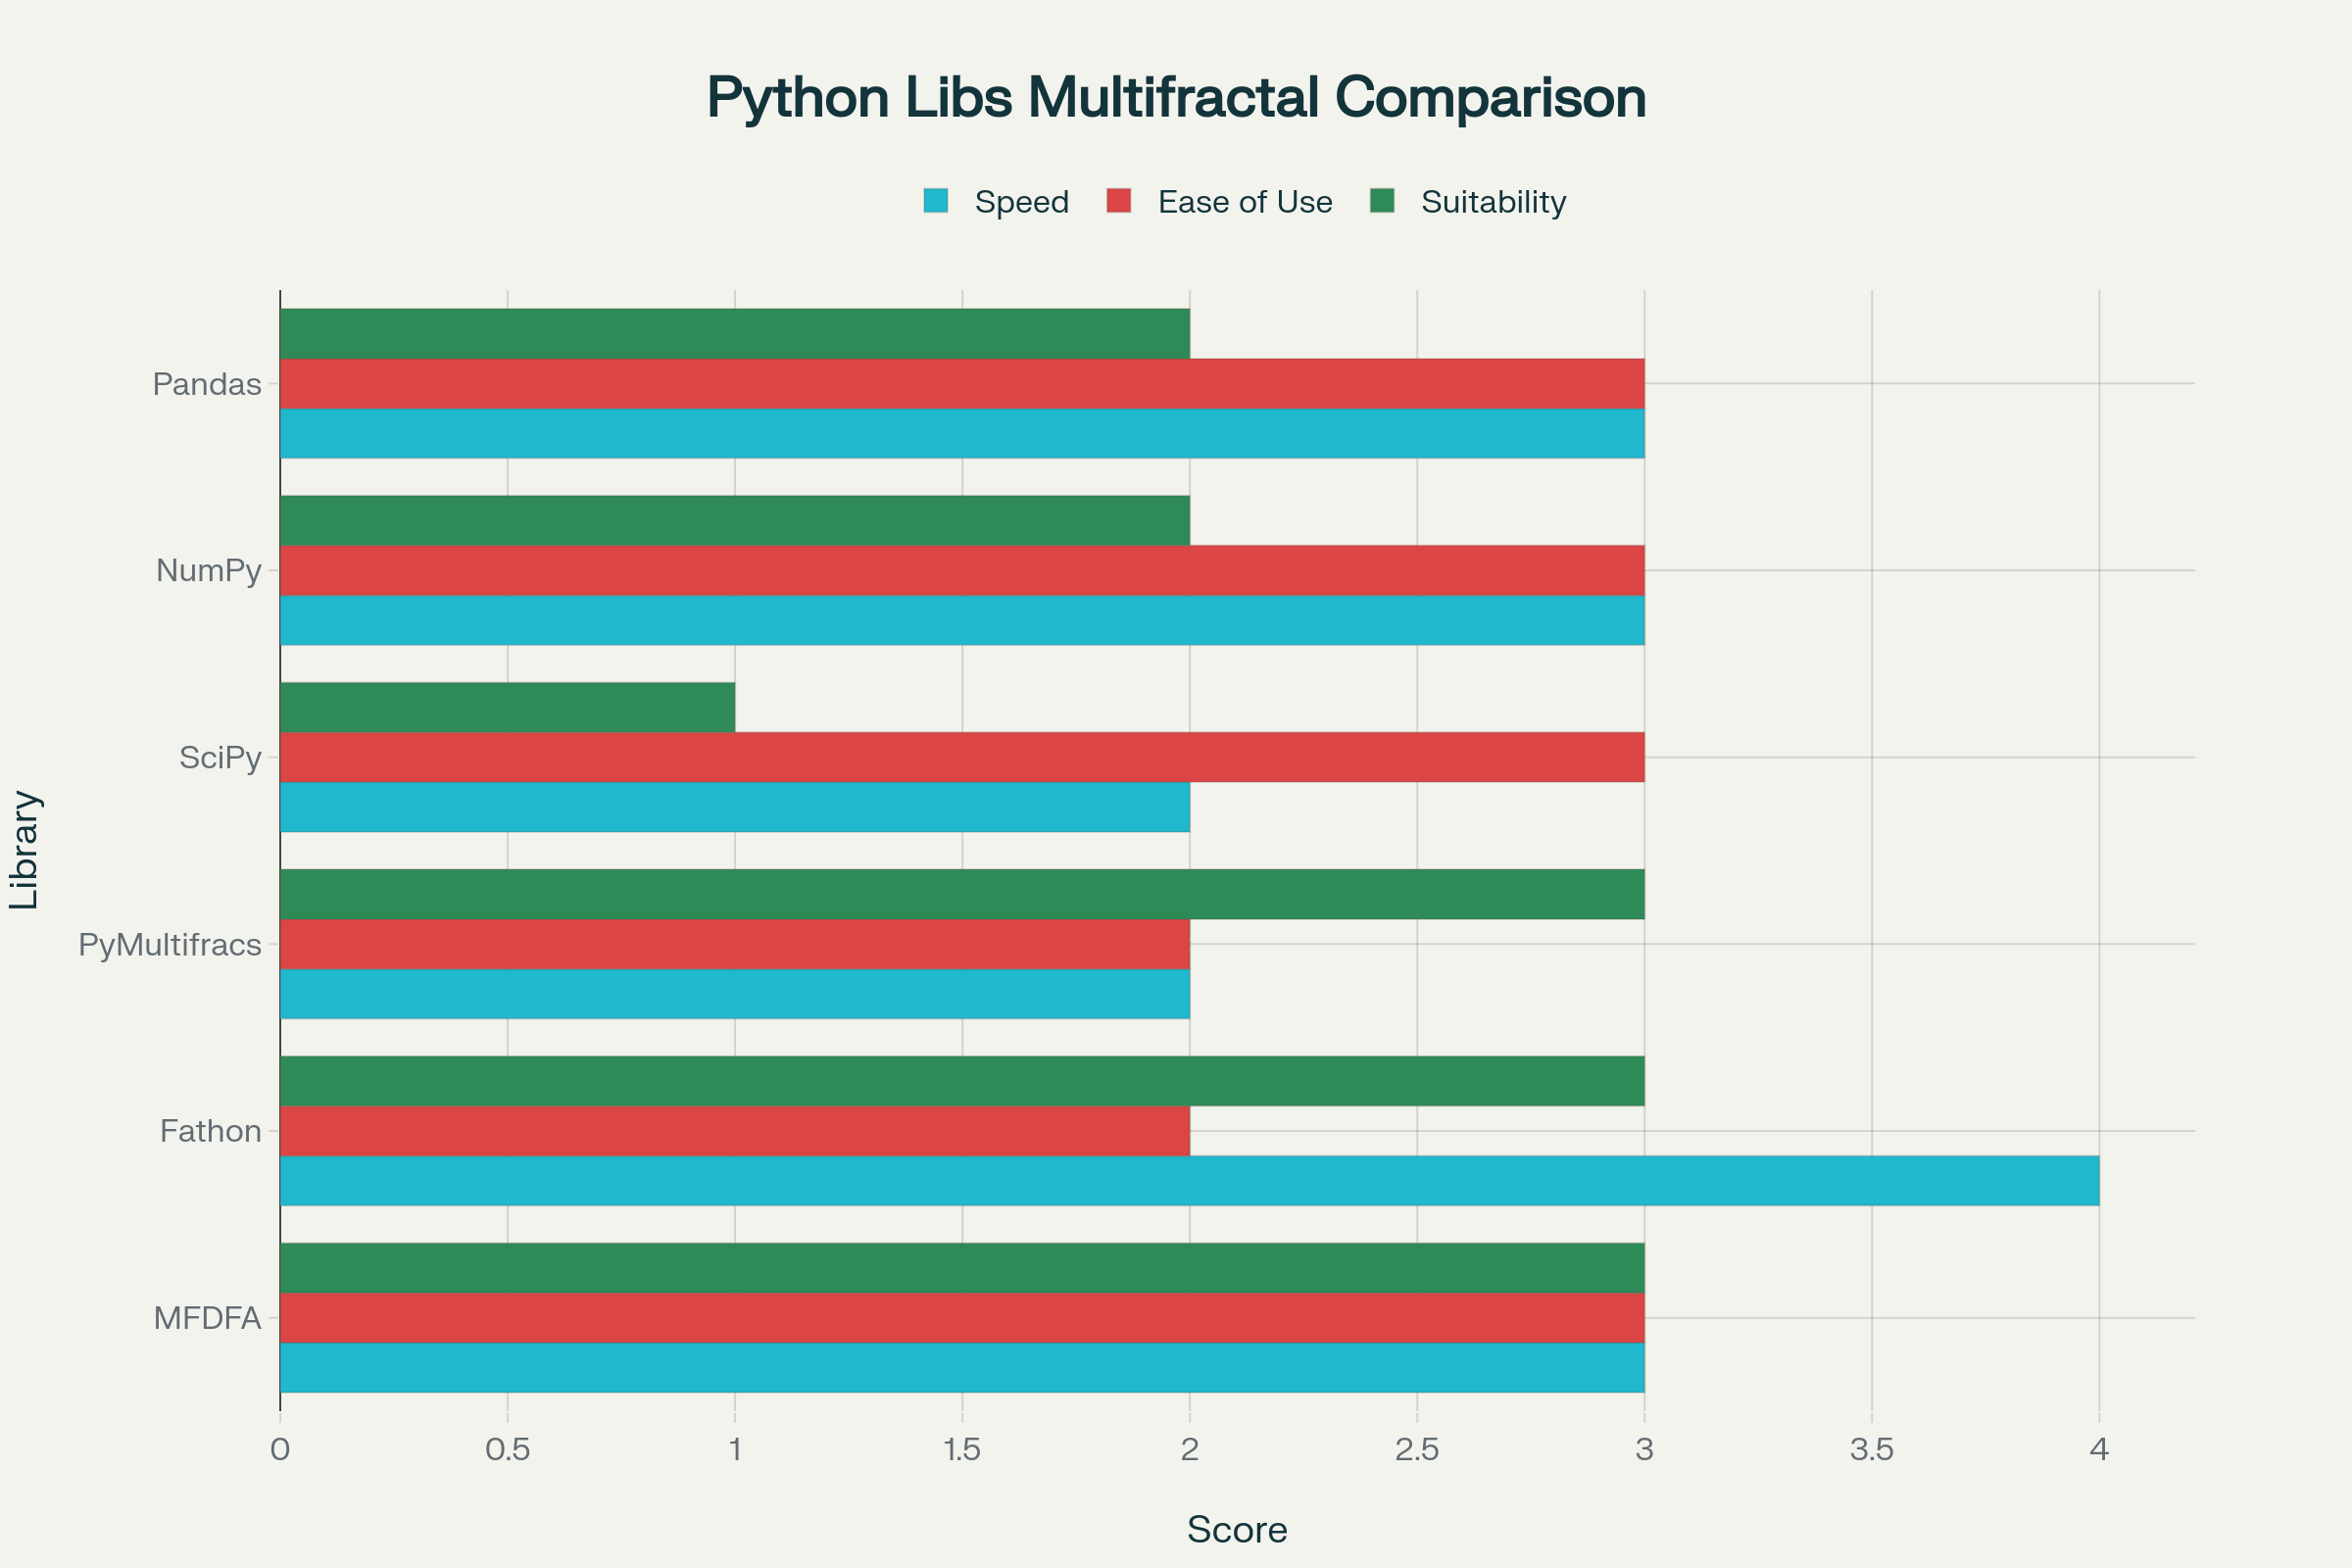 Python Libs Multifractal Comparison
Speed Ease of Use Suitability
Pandas
NumPy
SciPy
PyMultifracs
Fathon
MFDFA
Library
0 0.5 1 1.5 2 2.5 3 3.5 4
Score